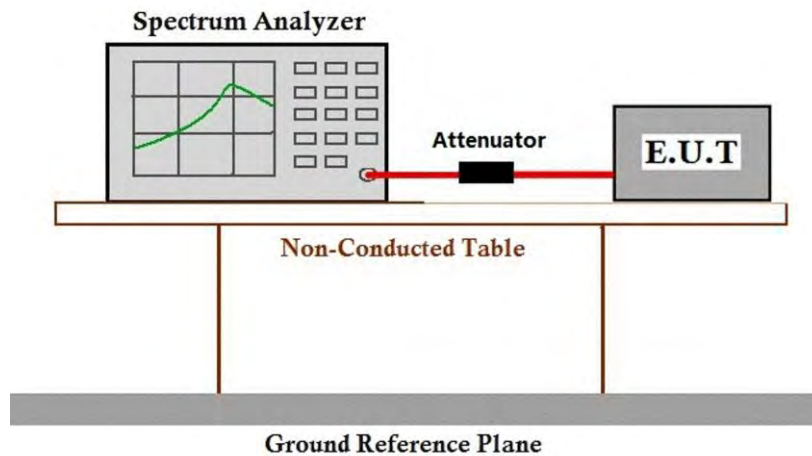 Spectrum Analyzer
Attenuator
E.U.T
Non-Conducted Table
Ground Reference Plane